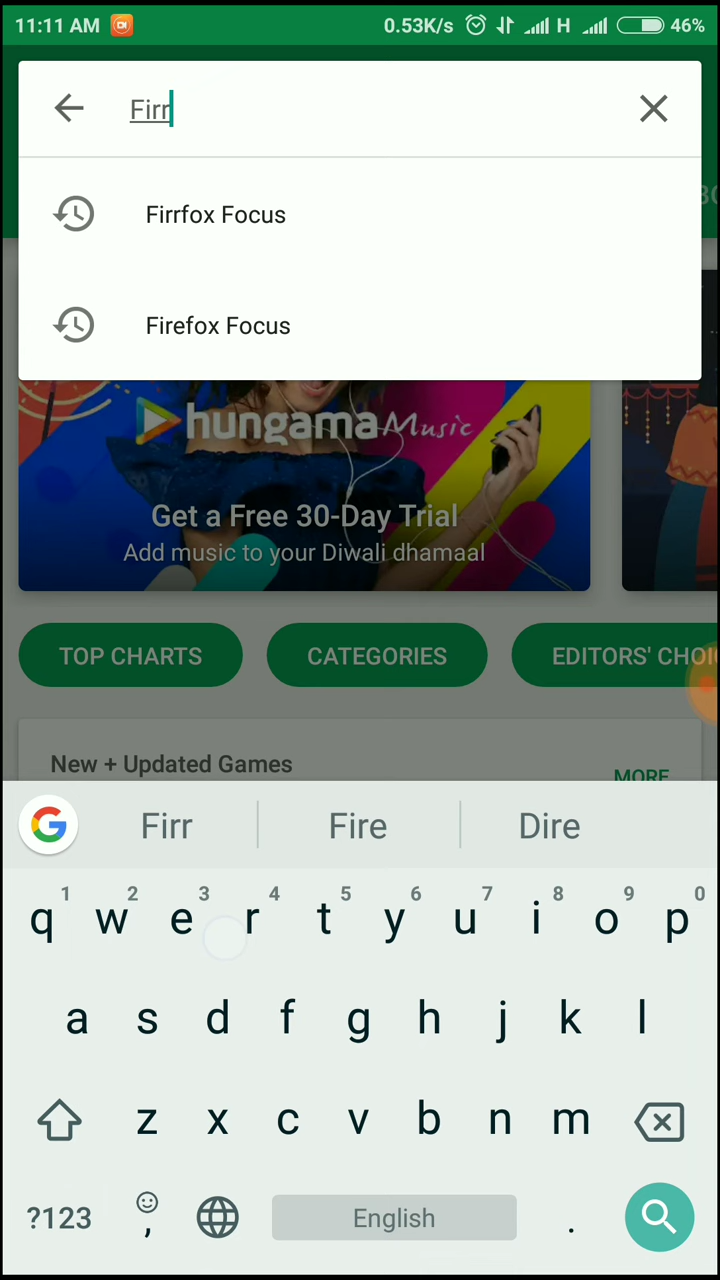 11:11 AM 0.53K/s H 46%
Firr
Firrfox Focus
Firefox Focus
hungama Music
Get a Free 30-Day Trial
Add music to your Diwali dhamaal
TOP CHARTS CATEGORIES EDITORS' CHOI
New + Updated Games
MORE
Firr Fire Dire
1 2 3 4 5 6 7 8 9 0
q w e r t y u i o p
a s d f g h j k l
z x c v b n m
?123 , English .